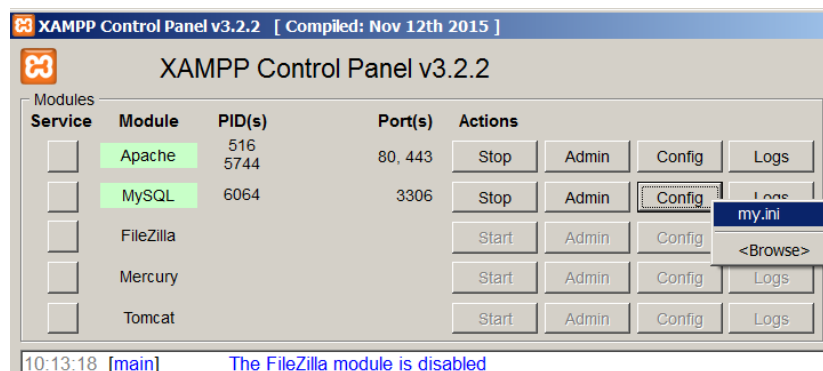 XAMPP Control Panel v3.2.2 [ Compiled: Nov 12th 2015 ]
XAMPP Control Panel v3.2.2
Modules
Service Module PID(s) Port(s) Actions
Apache 516 5744 80, 443 Stop Admin Config Logs
MySQL 6064 3306 Stop Admin Config Logs
my.ini
FileZilla Start Admin Config
<Browse>
Mercury Start Admin Config Logs
Tomcat Start Admin Config Logs
10:13:18 [main] The FileZilla module is disabled